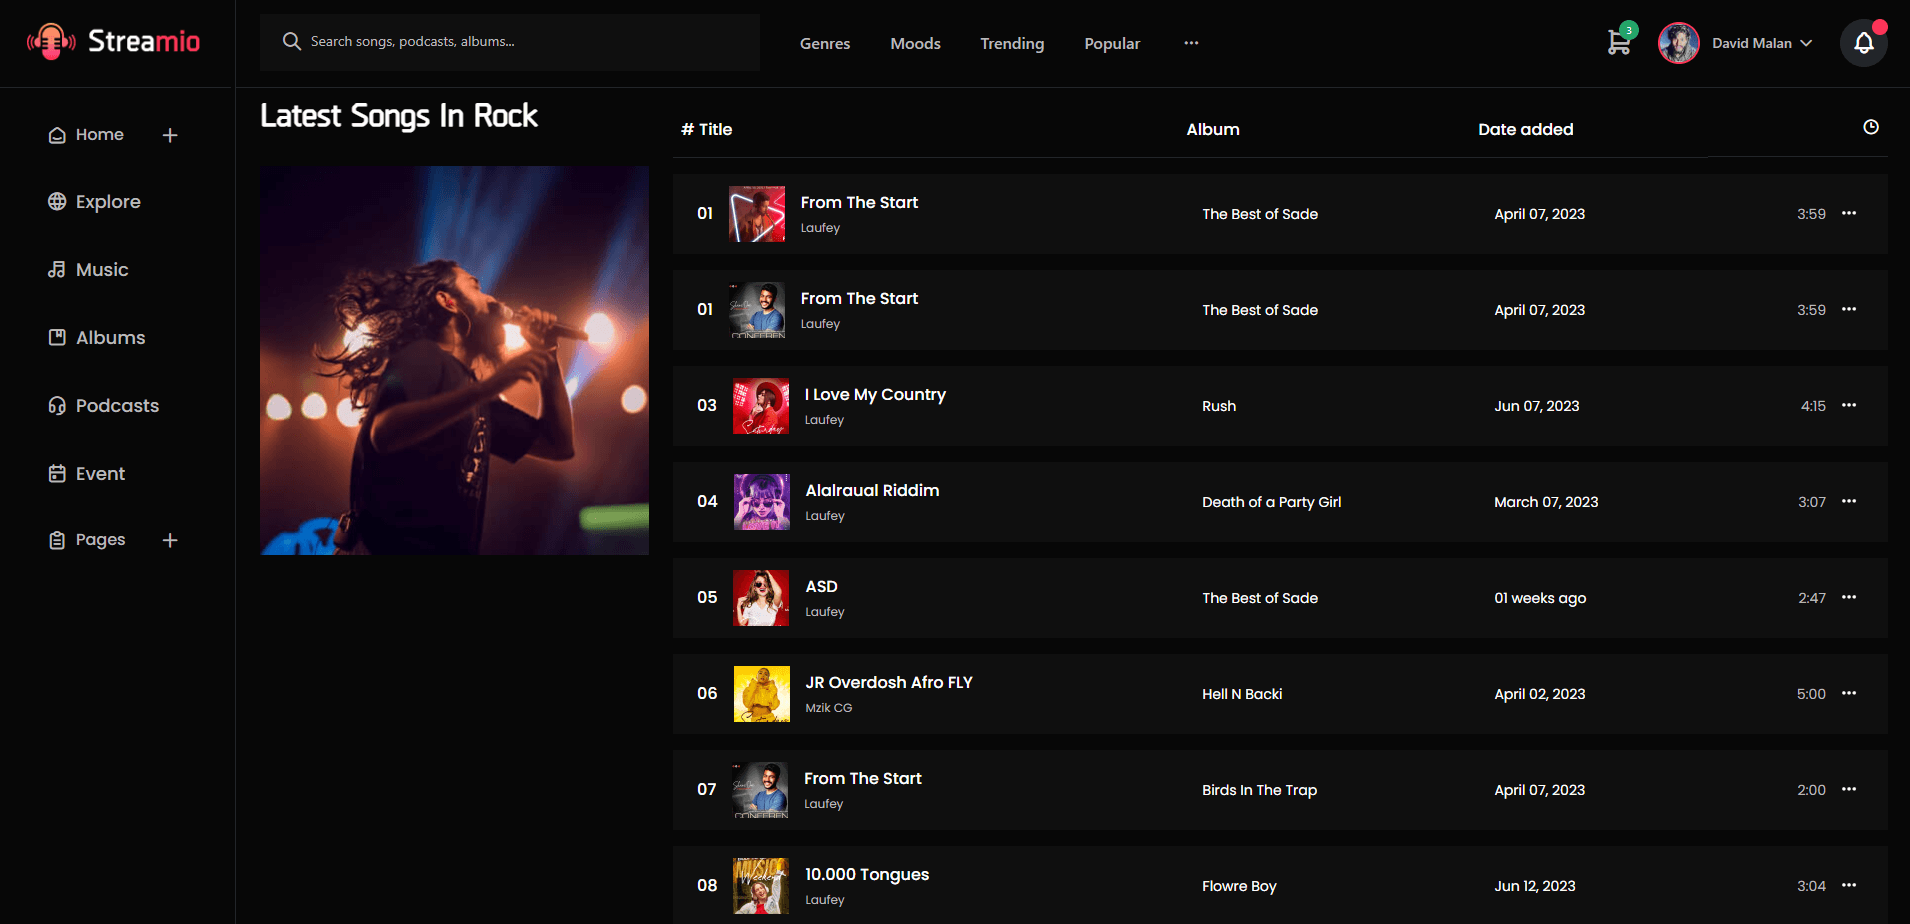 Streamio
Search songs, podcasts, albums...
Genres
Moods
Trending
Popular
3
David Malan
Home
Explore
Music
Albums
Podcasts
Event
Pages
Latest Songs In Rock
# Title Album Date added
01 From The Start The Best of Sade April 07, 2023 3:59
Laufey
01 From The Start The Best of Sade April 07, 2023 3:59
Laufey
CONFEREN
03 I Love My Country Rush Jun 07, 2023 4:15
Laufey
Saturday
04 Alalraual Riddim Death of a Party Girl March 07, 2023 3:07
Laufey
05 ASD The Best of Sade 01 weeks ago 2:47
Laufey
06 JR Overdosh Afro FLY Hell N Backi April 02, 2023 5:00
Mzik CG
07 From The Start Birds In The Trap April 07, 2023 2:00
Laufey
CONFEREN
08 10.000 Tongues Flowre Boy Jun 12, 2023 3:04
Laufey
MUSIC
Weekend